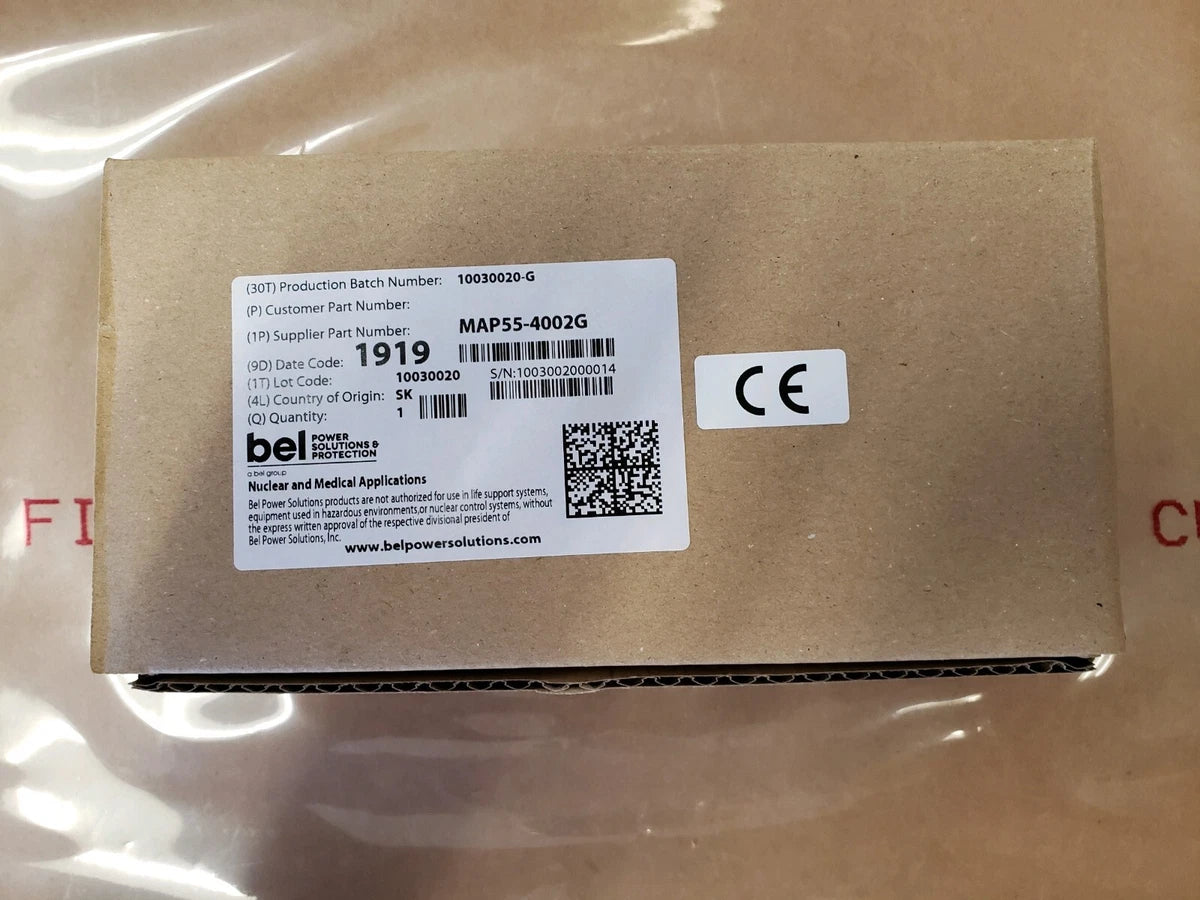 (30T) Production Batch Number: 10030020-G
(P) Customer Part Number:
(1P) Supplier Part Number: MAP55-4002G
(9D) Date Code: 1919
(1T) Lot Code: 10030020 S/N:1003002000014
(4L) Country of Origin: SK
(Q) Quantity: 1
bel POWER
SOLUTIONS &
PROTECTION
a bel group
Nuclear and Medical Applications
Bel Power Solutions products are not authorized for use in life support systems,
equipment used in hazardous environments,or nuclear control systems, without
the express written approval of the respective divisional president of
Bel Power Solutions, Inc.
www.belpowersolutions.com
CE
FI